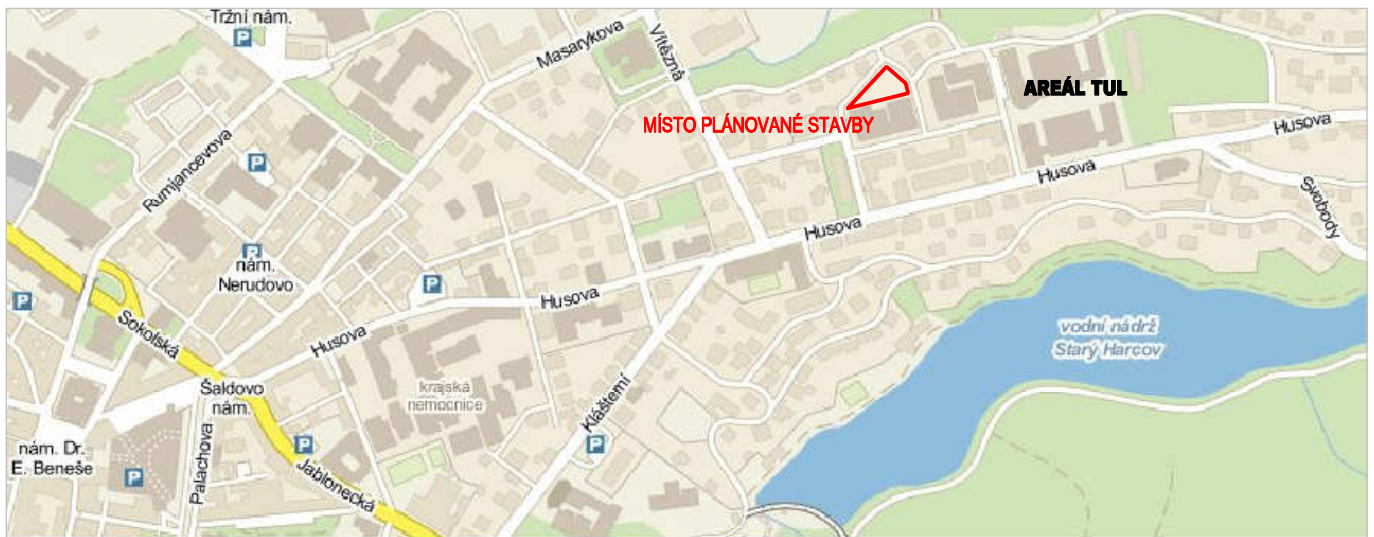 Tržní nám.
P
Masarykova
Vítězná
AREÁL TUL
MÍSTO PLÁNOVANÉ STAVBY
Husova
Rumjancevova
P
Husova
Svobody
Husova
P
nám.
Nerudovo
P
Husova
P
Sokolská
Husova
vodní nádrž
Starý Harcov
Šaldovo
nám.
krajská
nemocnice
Klášterní
nám. Dr.
E. Beneše
P
Palachova
P
Jablonecká
P